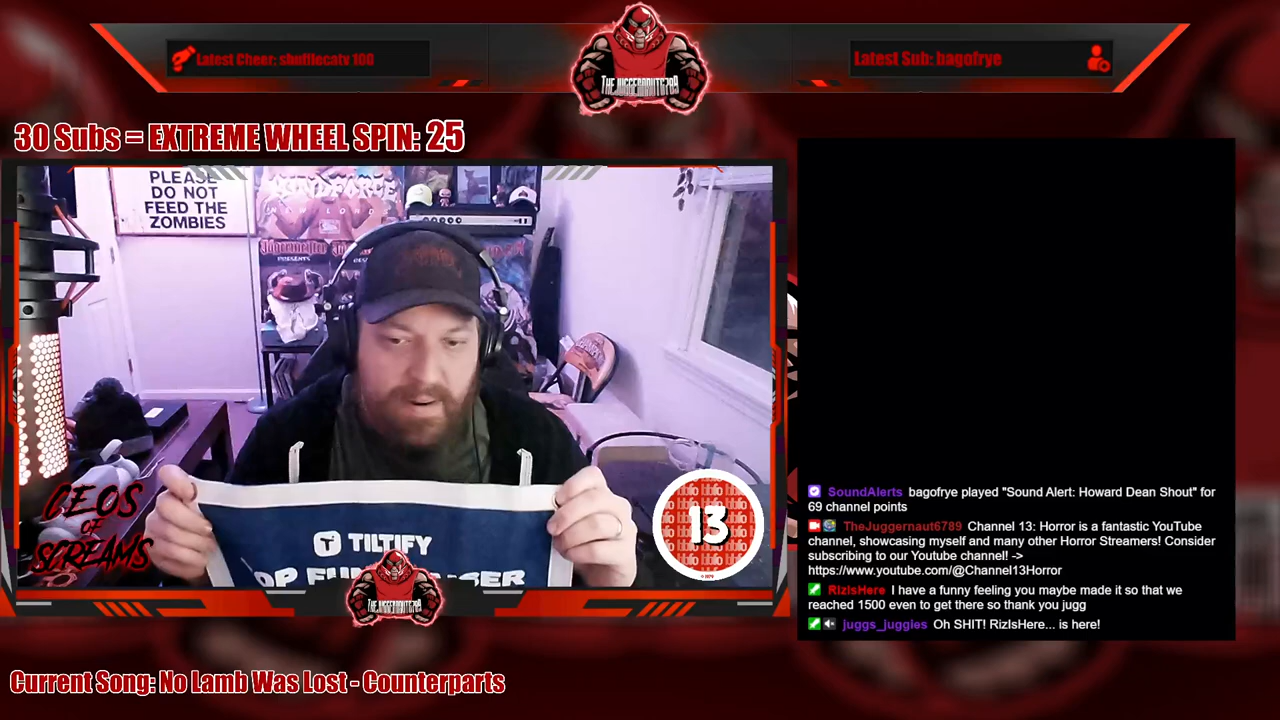 Latest Cheer: shufflecatv 100
THEJUGGERNAUT6789
Latest Sub: bagofrye
30 Subs = EXTREME WHEEL SPIN: 25
PLEASE
DO NOT
FEED THE
ZOMBIES
Jägermeister
PRESENTS
CEOS
OF
SCREAMS
TILTIFY
13
THEJUGGERNAUT6789
SoundAlerts bagofrye played "Sound Alert: Howard Dean Shout" for
69 channel points
TheJuggernaut6789 Channel 13: Horror is a fantastic YouTube
channel, showcasing myself and many other Horror Streamers! Consider
subscribing to our Youtube channel! ->
https://www.youtube.com/@Channel13Horror
RizIsHere I have a funny feeling you maybe made it so that we
reached 1500 even to get there so thank you jugg
juggs_juggies Oh SHIT! RizIsHere... is here!
Current Song: No Lamb Was Lost - Counterparts